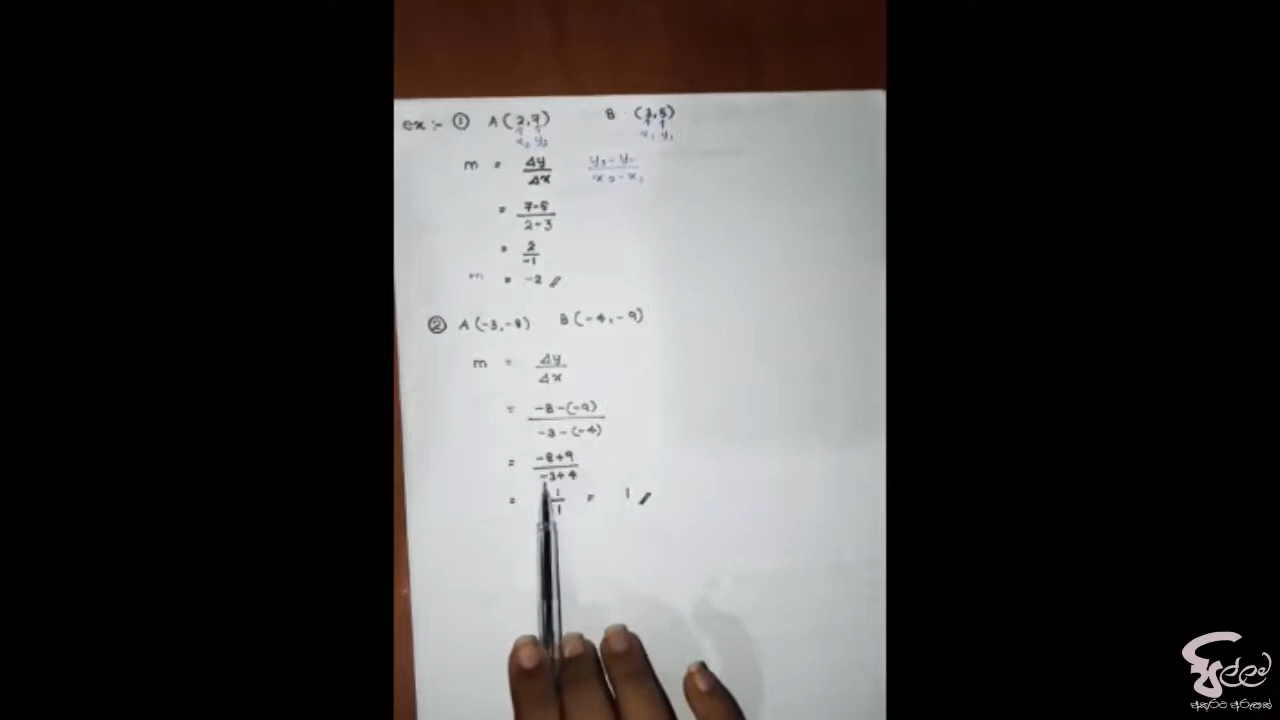 ex :- ① A (2,7) B (3,5)
x₂ y₂ x₁ y₁
m = Δy/Δx y₂-y₁/x₂-x₁
= 7-5/2-3
= 2/-1
m = -2 //
② A (-3,-8) B (-4,-9)
m = Δy/Δx
= -8-(-9)/-3-(-4)
= -8+9/-3+4
= 1/1 = 1 //